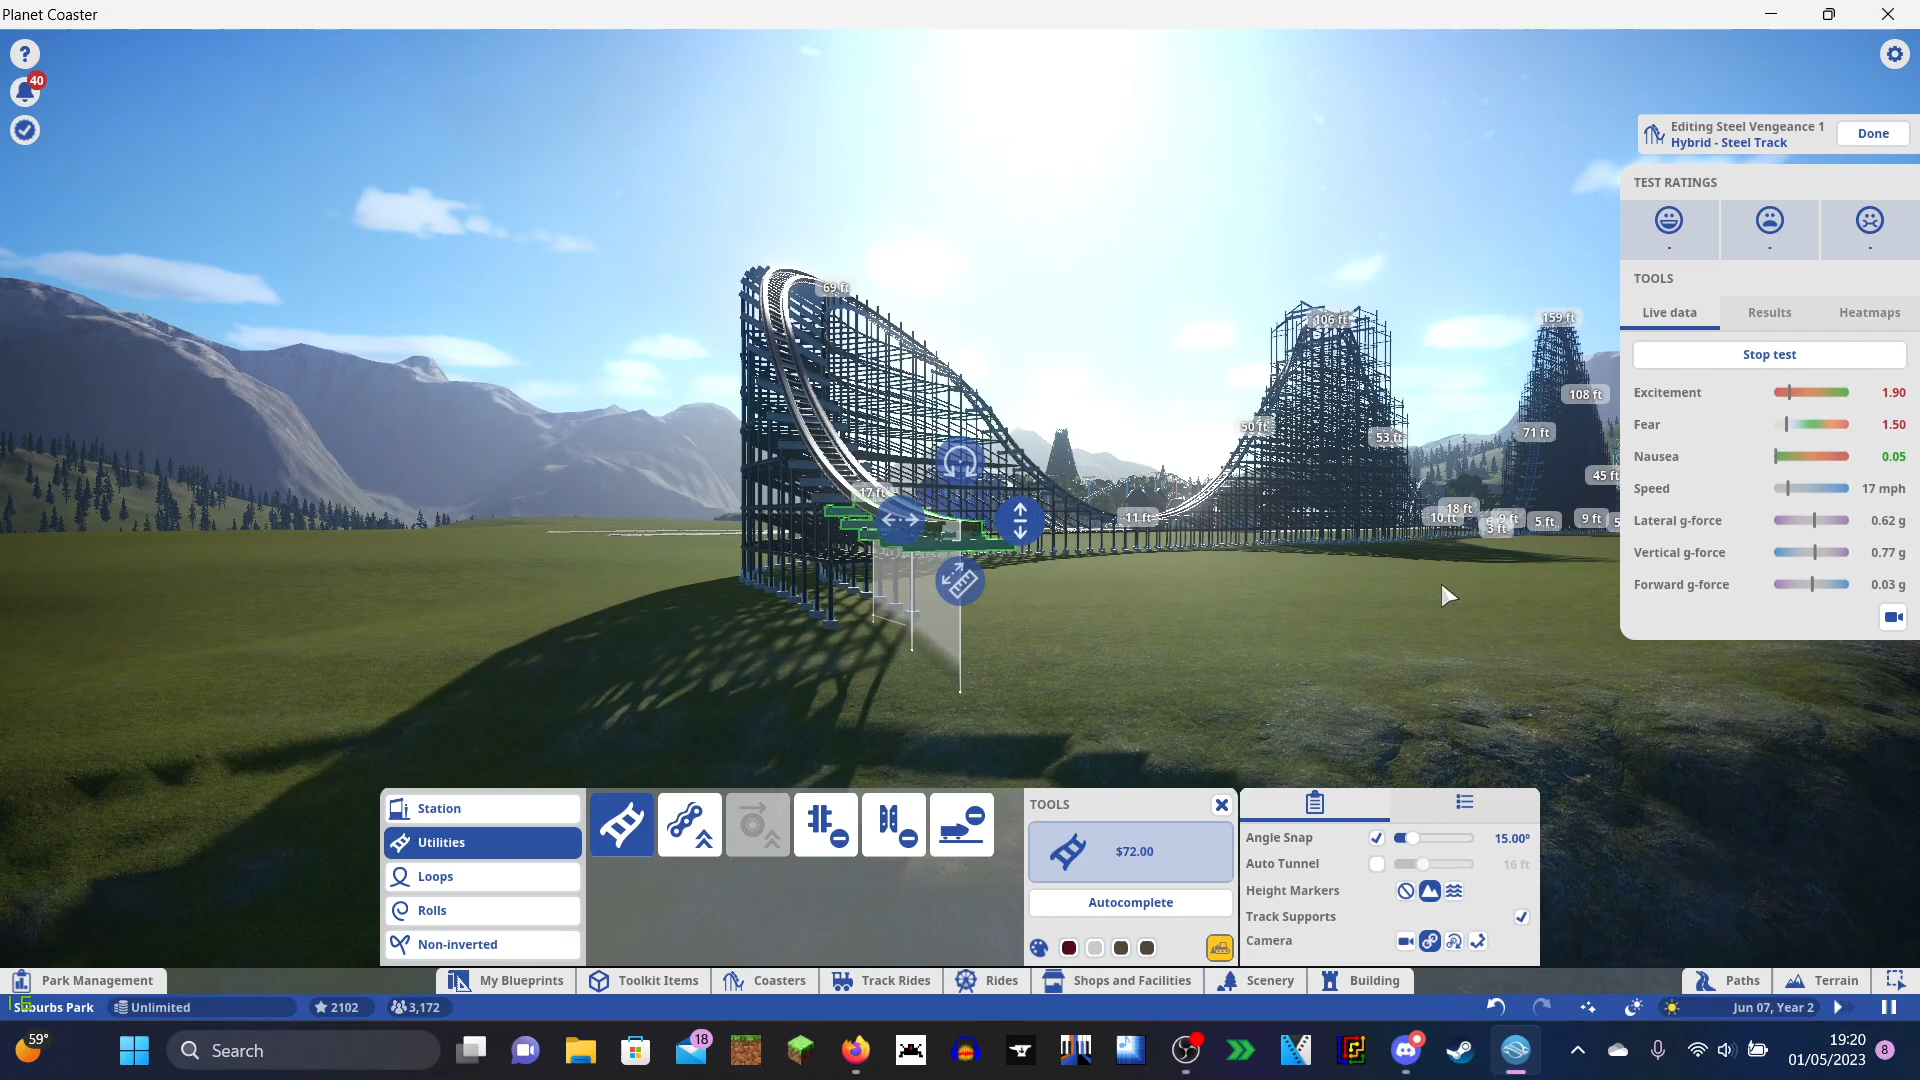 Planet Coaster
?
40
Editing Steel Vengeance 1
Hybrid - Steel Track
Done
TEST RATINGS
-
-
-
TOOLS
Live data
Results
Heatmaps
Stop test
Excitement 1.90
Fear 1.50
Nausea 0.05
Speed 17 mph
Lateral g-force 0.62 g
Vertical g-force 0.77 g
Forward g-force 0.03 g
69 ft
106 ft
159 ft
108 ft
50 ft
71 ft
53 ft
45 ft
17 ft
11 ft
18 ft
10 ft
9 ft
3 ft
5 ft
9 ft
Station
Utilities
Loops
Rolls
Non-inverted
TOOLS
$72.00
Autocomplete
Angle Snap 15.00°
Auto Tunnel 16 ft
Height Markers
Track Supports
Camera
Park Management
My Blueprints
Toolkit Items
Coasters
Track Rides
Rides
Shops and Facilities
Scenery
Building
Paths
Terrain
Suburbs Park
Unlimited
2102
3,172
Jun 07, Year 2
59°
Search
18
19:20
01/05/2023
8